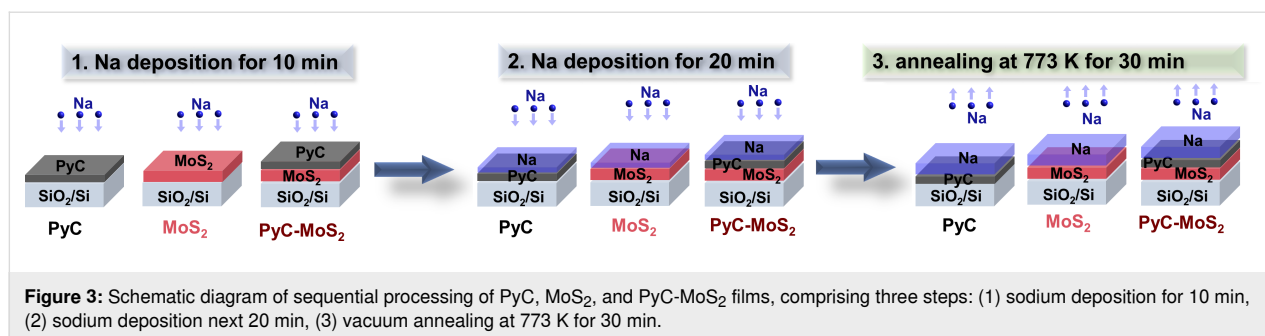 1. Na deposition for 10 min
Na
Na
Na
PyC
SiO₂/Si
PyC
MoS₂
SiO₂/Si
MoS₂
PyC
MoS₂
SiO₂/Si
PyC-MoS₂
2. Na deposition for 20 min
Na
Na
Na
Na
PyC
SiO₂/Si
PyC
Na
MoS₂
SiO₂/Si
MoS₂
Na
PyC
MoS₂
SiO₂/Si
PyC-MoS₂
3. annealing at 773 K for 30 min
Na
Na
Na
Na
PyC
SiO₂/Si
PyC
Na
MoS₂
SiO₂/Si
MoS₂
Na
PyC
MoS₂
SiO₂/Si
PyC-MoS₂
Figure 3: Schematic diagram of sequential processing of PyC, MoS₂, and PyC-MoS₂ films, comprising three steps: (1) sodium deposition for 10 min,
(2) sodium deposition next 20 min, (3) vacuum annealing at 773 K for 30 min.